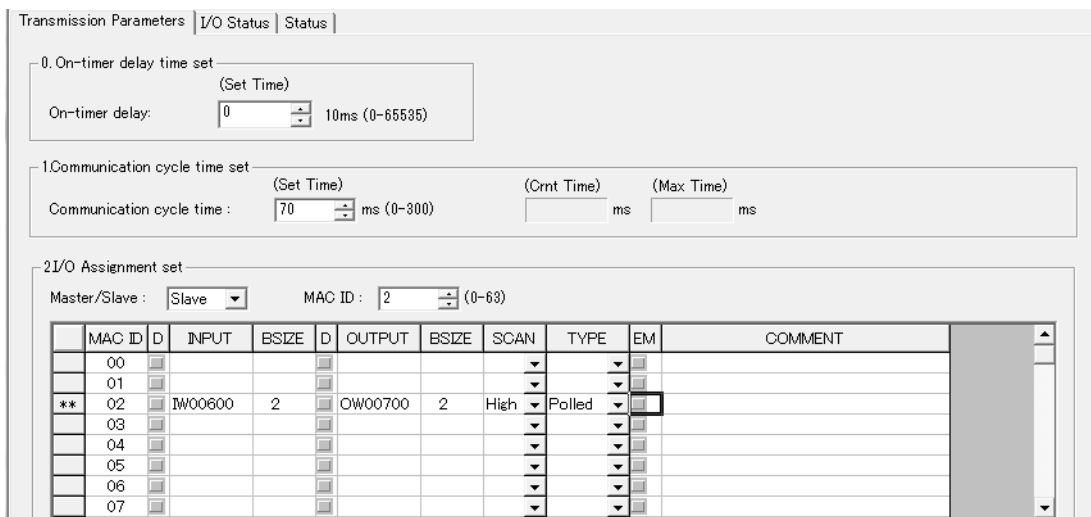 Transmission Parameters I/O Status Status
0. On-timer delay time set
(Set Time)
On-timer delay: 0 10ms (0-65535)
1.Communication cycle time set
(Set Time) (Crnt Time) (Max Time)
Communication cycle time : 70 ms (0-300) ms ms
2.I/O Assignment set
Master/Slave : Slave MAC ID : 2 (0-63)
MAC ID D INPUT BSIZE D OUTPUT BSIZE SCAN TYPE EM COMMENT
00
01
** 02 IW00600 2 OW00700 2 High Polled
03
04
05
06
07